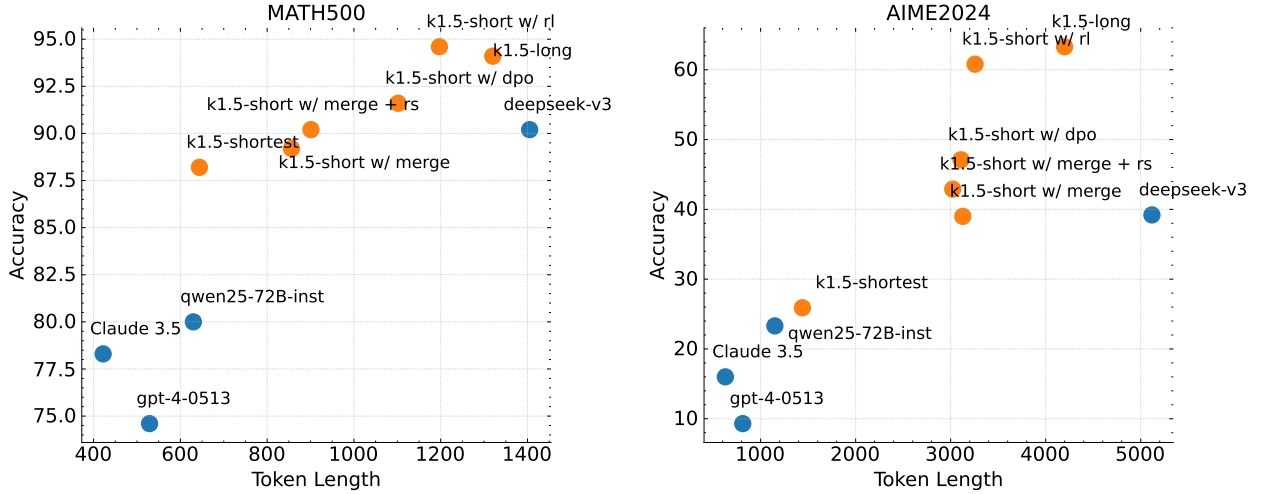 MATH500
k1.5-short w/ rl
k1.5-long
95.0
k1.5-short w/ dpo
92.5
k1.5-short w/ merge + rs
deepseek-v3
90.0
k1.5-shortest
k1.5-short w/ merge
87.5
85.0
82.5
qwen25-72B-inst
80.0
Claude 3.5
77.5
gpt-4-0513
75.0
Accuracy
400 600 800 1000 1200 1400
Token Length
AIME2024
k1.5-long
k1.5-short w/ rl
60
k1.5-short w/ dpo
50
k1.5-short w/ merge + rs
k1.5-short w/ merge
deepseek-v3
40
k1.5-shortest
30
qwen25-72B-inst
Claude 3.5
20
gpt-4-0513
10
Accuracy
1000 2000 3000 4000 5000
Token Length